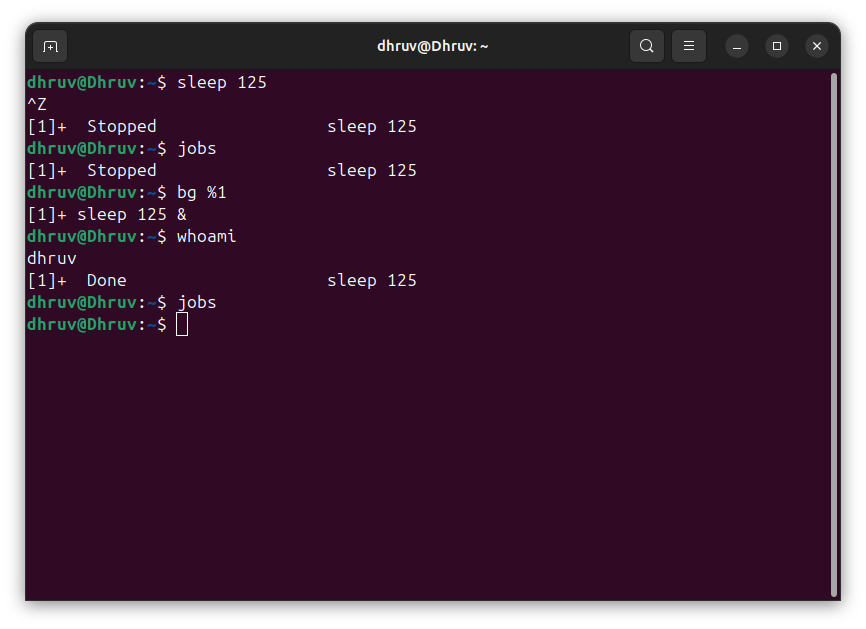 dhruv@Dhruv: ~
dhruv@Dhruv:~$ sleep 125
^Z
[1]+  Stopped                 sleep 125
dhruv@Dhruv:~$ jobs
[1]+  Stopped                 sleep 125
dhruv@Dhruv:~$ bg %1
[1]+ sleep 125 &
dhruv@Dhruv:~$ whoami
dhruv
[1]+  Done                    sleep 125
dhruv@Dhruv:~$ jobs
dhruv@Dhruv:~$